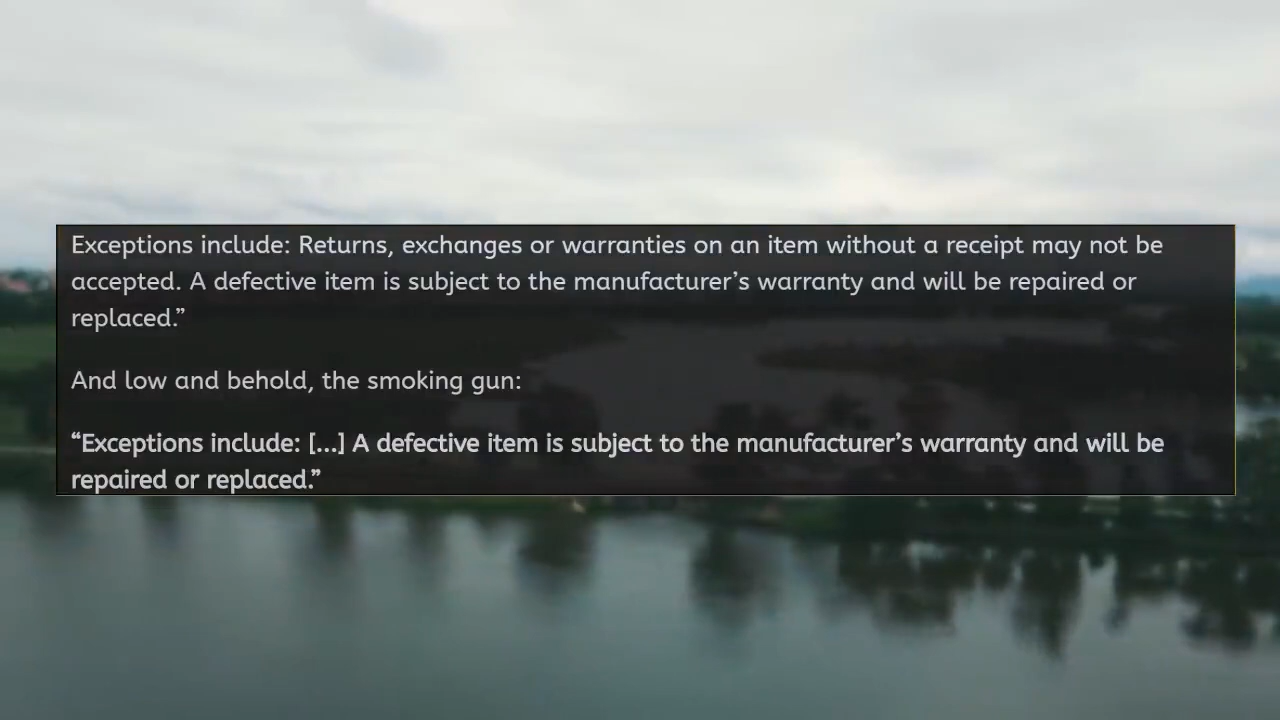 Exceptions include: Returns, exchanges or warranties on an item without a receipt may not be
accepted. A defective item is subject to the manufacturer’s warranty and will be repaired or
replaced.”
And low and behold, the smoking gun:
“Exceptions include: [...] A defective item is subject to the manufacturer’s warranty and will be
repaired or replaced.”